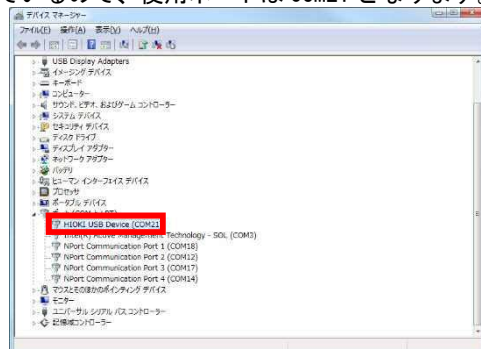 ているので、使用ポートは COM21 となります。
デバイス マネージャー
ファイル(F) 操作(A) 表示(V) ヘルプ(H)
USB Display Adapters
イメージング デバイス
キーボード
コンピューター
サウンド、ビデオ、およびゲーム コントローラー
システム デバイス
セキュリティ デバイス
ディスク ドライブ
ディスプレイ アダプター
ネットワーク アダプター
バッテリ
ヒューマン インターフェイス デバイス
プロセッサ
ポータブル デバイス
HIOKI USB Device (COM21
Technology - SOL (COM3)
NPort Communication Port 1 (COM18)
NPort Communication Port 2 (COM12)
NPort Communication Port 3 (COM17)
NPort Communication Port 4 (COM14)
マウスとそのほかのポインティング デバイス
モニター
ユニバーサル シリアル バス コントローラー
記憶域コントローラー